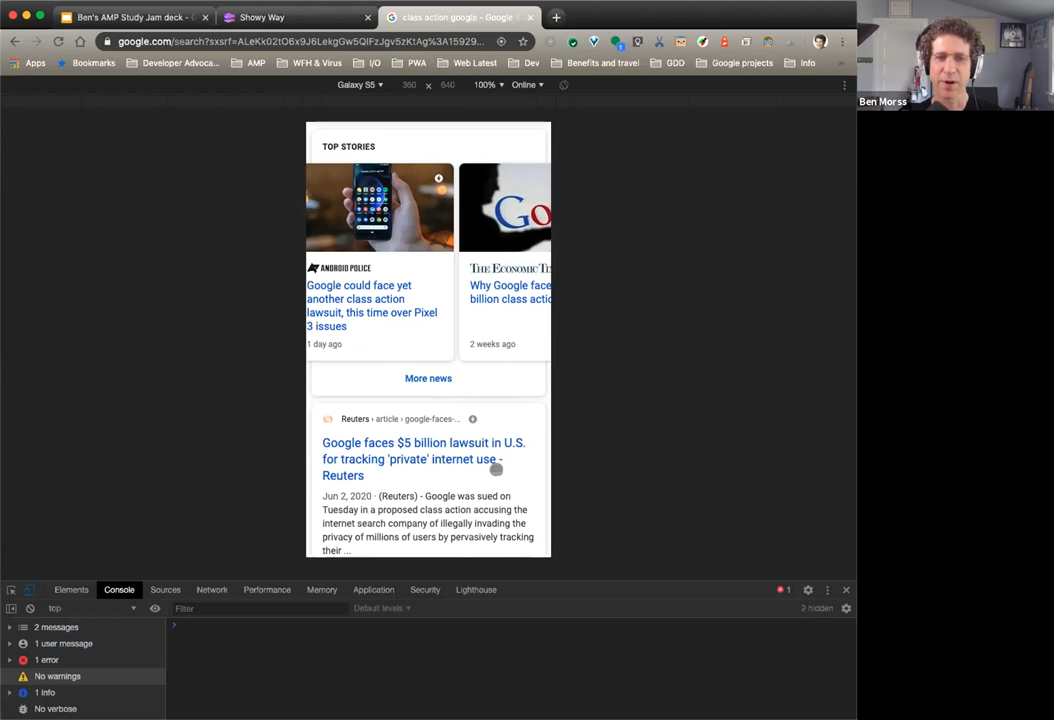 Ben's AMP Study Jam deck -
Showy Way
class action google - Google S
google.com/search?sxsrf=ALeKk02tO6x9J6LekgGw5QIFzJgv5zKtAg%3A15929...
Apps
Bookmarks
Developer Advoca...
AMP
WFH & Virus
I/O
PWA
Web Latest
Dev
Benefits and travel
GDD
Google projects
Info
»
Ben Morss
Galaxy S5 ▾
360
×
640
100% ▾
Online ▾
TOP STORIES
ANDROID POLICE
Google could face yet
another class action
lawsuit, this time over Pixel
3 issues
1 day ago
Go
THE ECONOMIC TI
Why Google face
billion class actic
2 weeks ago
More news
Reuters › article › google-faces-...
Google faces $5 billion lawsuit in U.S.
for tracking 'private' internet use -
Reuters
Jun 2, 2020 · (Reuters) - Google was sued on
Tuesday in a proposed class action accusing the
internet search company of illegally invading the
privacy of millions of users by pervasively tracking
their ...
Elements
Console
Sources
Network
Performance
Memory
Application
Security
Lighthouse
1
top
Filter
Default levels ▾
2 hidden
2 messages
1 user message
1 error
No warnings
1 info
No verbose